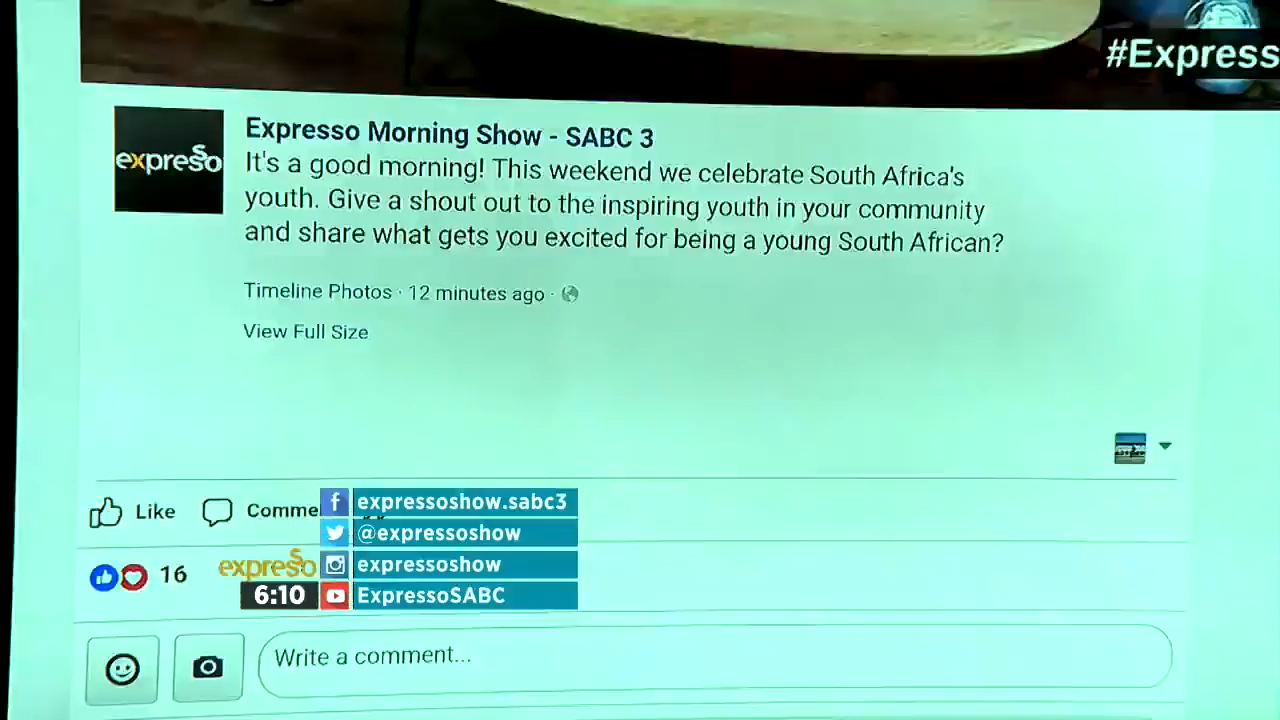 #Express
expresso
Expresso Morning Show - SABC 3
It's a good morning! This weekend we celebrate South Africa's
youth. Give a shout out to the inspiring youth in your community
and share what gets you excited for being a young South African?
Timeline Photos · 12 minutes ago ·
View Full Size
Like Comme
f expressoshow.sabc3
@expressoshow
16 expresso expressoshow
6:10 ExpressoSABC
Write a comment...